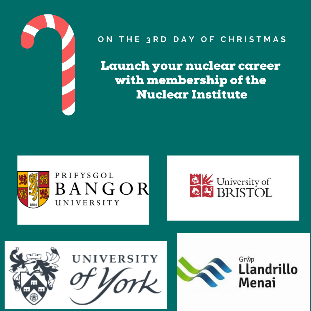 ON THE 3RD DAY OF CHRISTMAS
Launch your nuclear career
with membership of the
Nuclear Institute
PRIFYSGOL
BANGOR
UNIVERSITY
University of
BRISTOL
UNIVERSITY
of York
Grŵp
Llandrillo
Menai